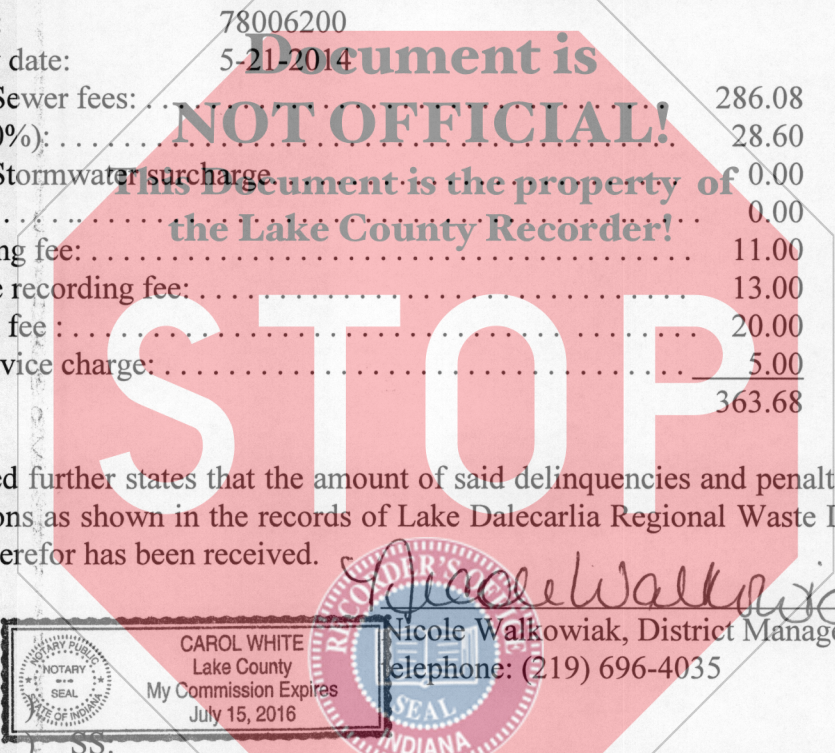 78006200
date: 5-21-2014
Document is
Sewer fees: 286.08
NOT OFFICIAL!
0%): 28.60
Stormwater surcharge 0.00
This Document is the property of
0.00
the Lake County Recorder!
ng fee: 11.00
recording fee: 13.00
fee : 20.00
vice charge: 5.00
363.68
STOP
ed further states that the amount of said delinquencies and penalt
ons as shown in the records of Lake Dalecarlia Regional Waste D
erefor has been received.
Nicole Walkowiak
RECORDER'S OFFICE
SEAL
INDIANA
Nicole Walkowiak, District Manage
elephone: (219) 696-4035
NOTARY PUBLIC
NOTARY
SEAL
STATE OF INDIANA
CAROL WHITE
Lake County
My Commission Expires
July 15, 2016
) SS: